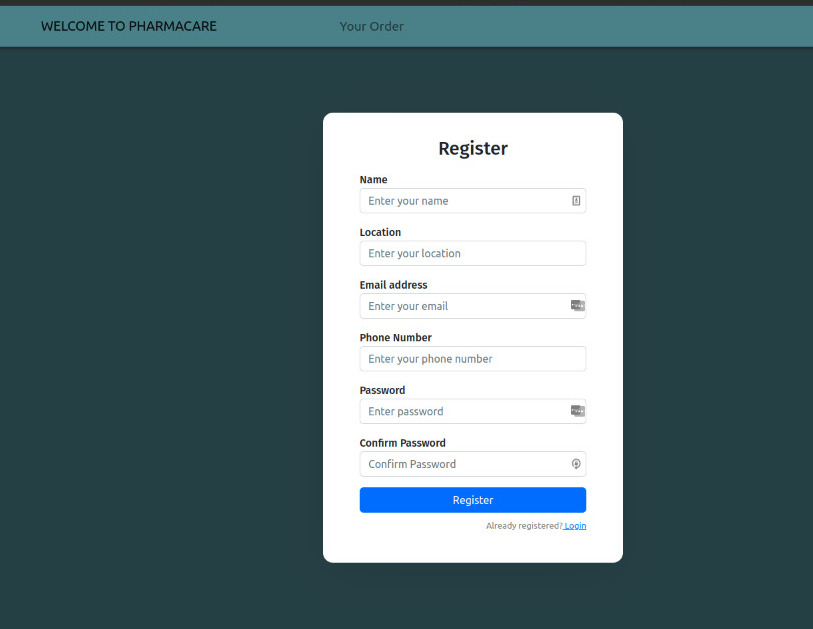 WELCOME TO PHARMACARE
Your Order
Register
Name
Enter your name
Location
Enter your location
Email address
Enter your email
Phone Number
Enter your phone number
Password
Enter password
Confirm Password
Confirm Password
Register
Already registered? Login